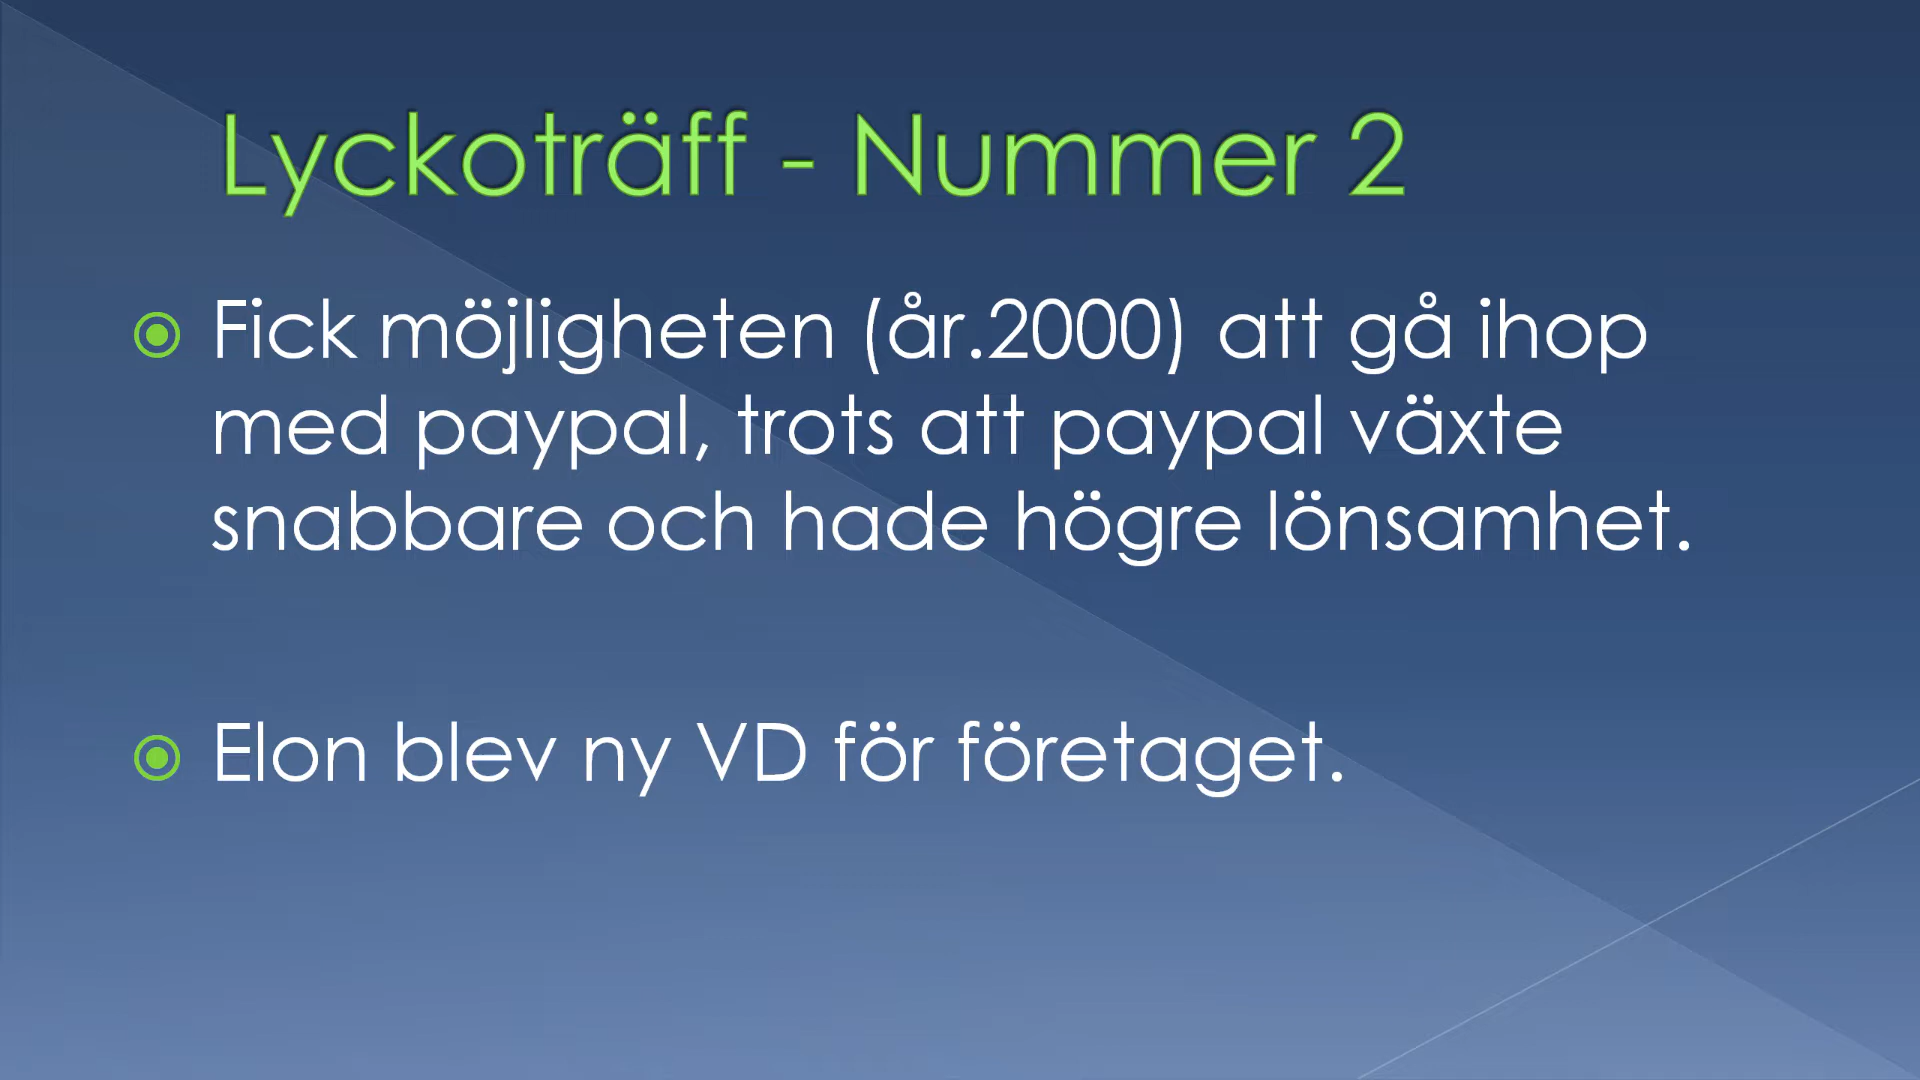 Lyckoträff - Nummer 2
Fick möjligheten (år.2000) att gå ihop
med paypal, trots att paypal växte
snabbare och hade högre lönsamhet.
Elon blev ny VD för företaget.